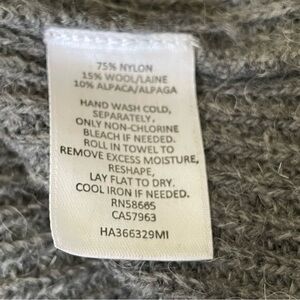 75% NYLON
15% WOOL/LAINE
10% ALPACA/ALPAGA
HAND WASH COLD,
SEPARATELY,
ONLY NON-CHLORINE
BLEACH IF NEEDED.
ROLL IN TOWEL TO
REMOVE EXCESS MOISTURE,
RESHAPE,
LAY FLAT TO DRY.
COOL IRON IF NEEDED.
RN58665
CA57963
HA366329MI